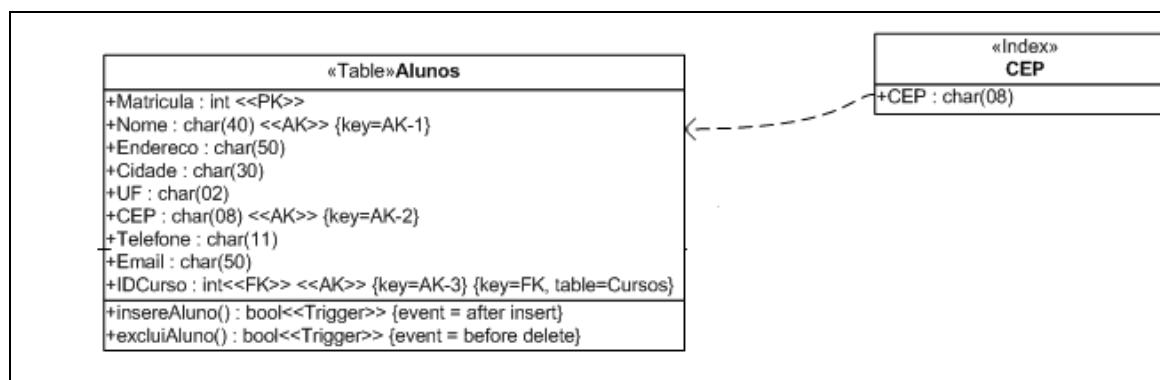 «Table»Alunos
+Matricula : int <<PK>>
+Nome : char(40) <<AK>> {key=AK-1}
+Endereco : char(50)
+Cidade : char(30)
+UF : char(02)
+CEP : char(08) <<AK>> {key=AK-2}
+Telefone : char(11)
+Email : char(50)
+IDCurso : int<<FK>> <<AK>> {key=AK-3} {key=FK, table=Cursos}
+insereAluno() : bool<<Trigger>> {event = after insert}
+excluiAluno() : bool<<Trigger>> {event = before delete}
«Index»
CEP
+CEP : char(08)